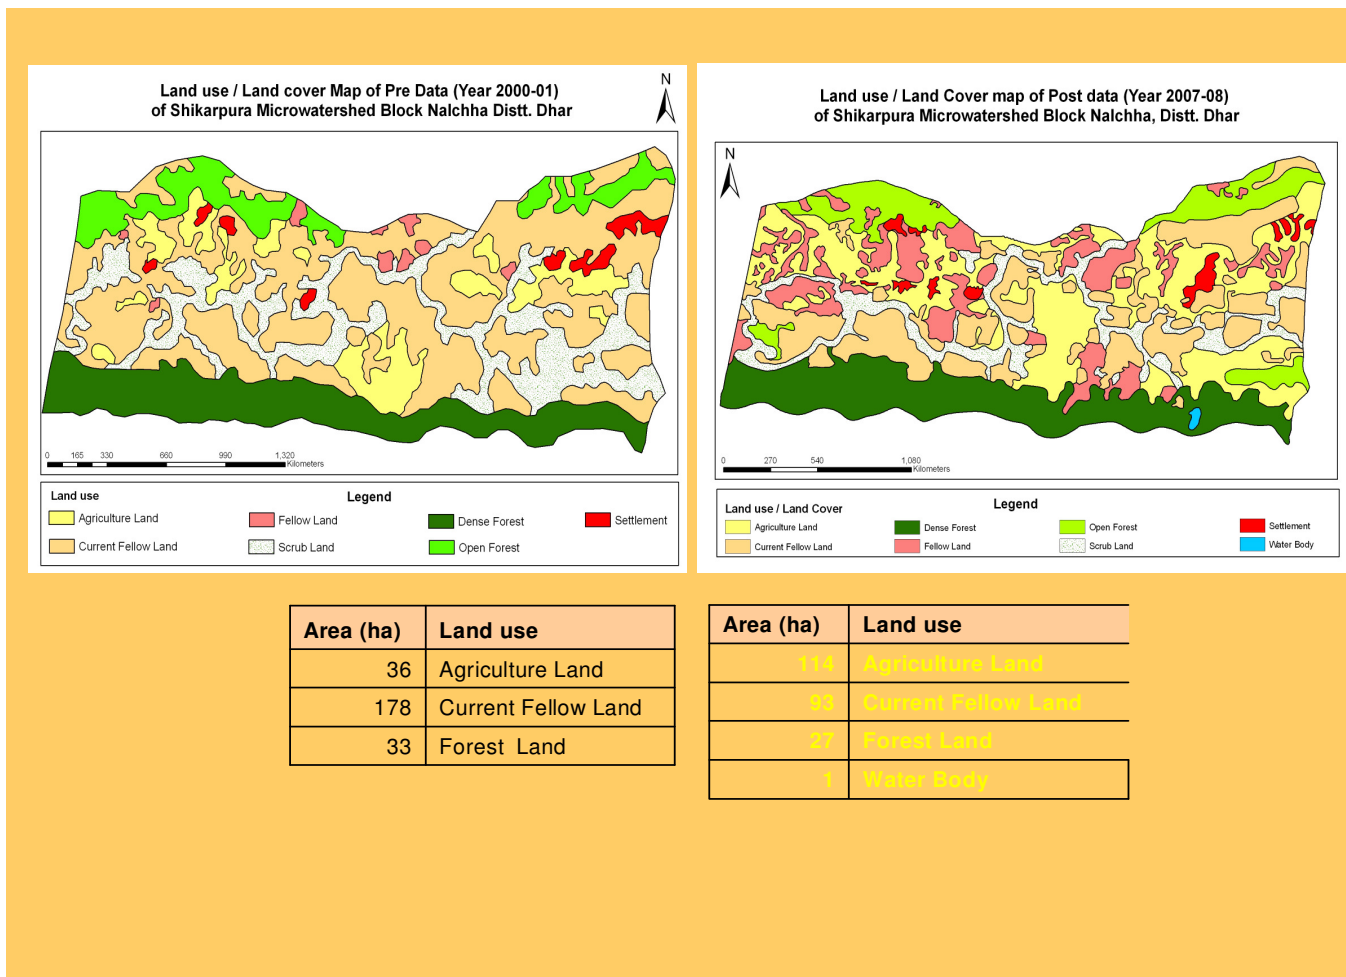 Land use / Land cover Map of Pre Data (Year 2000-01)
of Shikarpura Microwatershed Block Nalchha Distt. Dhar
N
0 165 330 660 990 1,320
Kilometers
Land use
Legend
Agriculture Land
Fellow Land
Dense Forest
Settlement
Current Fellow Land
Scrub Land
Open Forest
Land use / Land Cover map of Post data (Year 2007-08)
of Shikarpura Microwatershed Block Nalchha, Distt. Dhar
N
0 270 540 1,080
Kilometers
Legend
Land use / Land Cover
Agriculture Land
Dense Forest
Open Forest
Settlement
Current Fellow Land
Fellow Land
Scrub Land
Water Body
Area (ha) Land use
36 Agriculture Land
178 Current Fellow Land
33 Forest Land
Area (ha) Land use
114 Agriculture Land
93 Current Fellow Land
27 Forest Land
1 Water Body